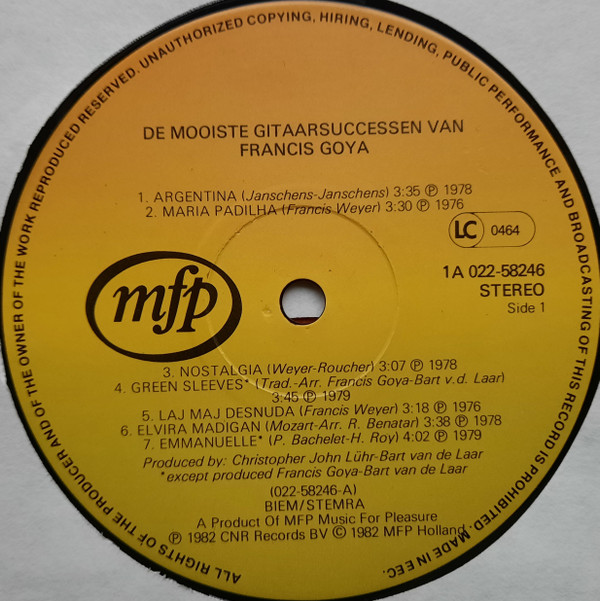 ALL RIGHTS OF THE PRODUCER AND OF THE OWNER OF THE WORK REPRODUCED RESERVED. UNAUTHORIZED COPYING, HIRING, LENDING, PUBLIC PERFORMANCE AND BROADCASTING OF THIS RECORD IS PROHIBITED. MADE IN EEC.
DE MOOISTE GITAARSUCCESSEN VAN
FRANCIS GOYA
1. ARGENTINA (Janschens-Janschens) 3:35 ℗ 1978
2. MARIA PADILHA (Francis Weyer) 3:30 ℗ 1976
LC 0464
1A 022-58246
STEREO
Side 1
mfp
3. NOSTALGIA (Weyer-Roucher) 3:07 ℗ 1978
4. GREEN SLEEVES* (Trad.-Arr. Francis Goya-Bart v.d. Laar)
3:45 ℗ 1979
5. LAJ MAJ DESNUDA (Francis Weyer) 3:18 ℗ 1976
6. ELVIRA MADIGAN (Mozart-Arr. R. Benatar) 3:38 ℗ 1978
7. EMMANUELLE* (P. Bachelet-H. Roy) 4:02 ℗ 1979
Produced by: Christopher John Lühr-Bart van de Laar
*except produced Francis Goya-Bart van de Laar
(022-58246-A)
BIEM/STEMRA
A Product Of MFP Music For Pleasure
℗ 1982 CNR Records BV © 1982 MFP Holland